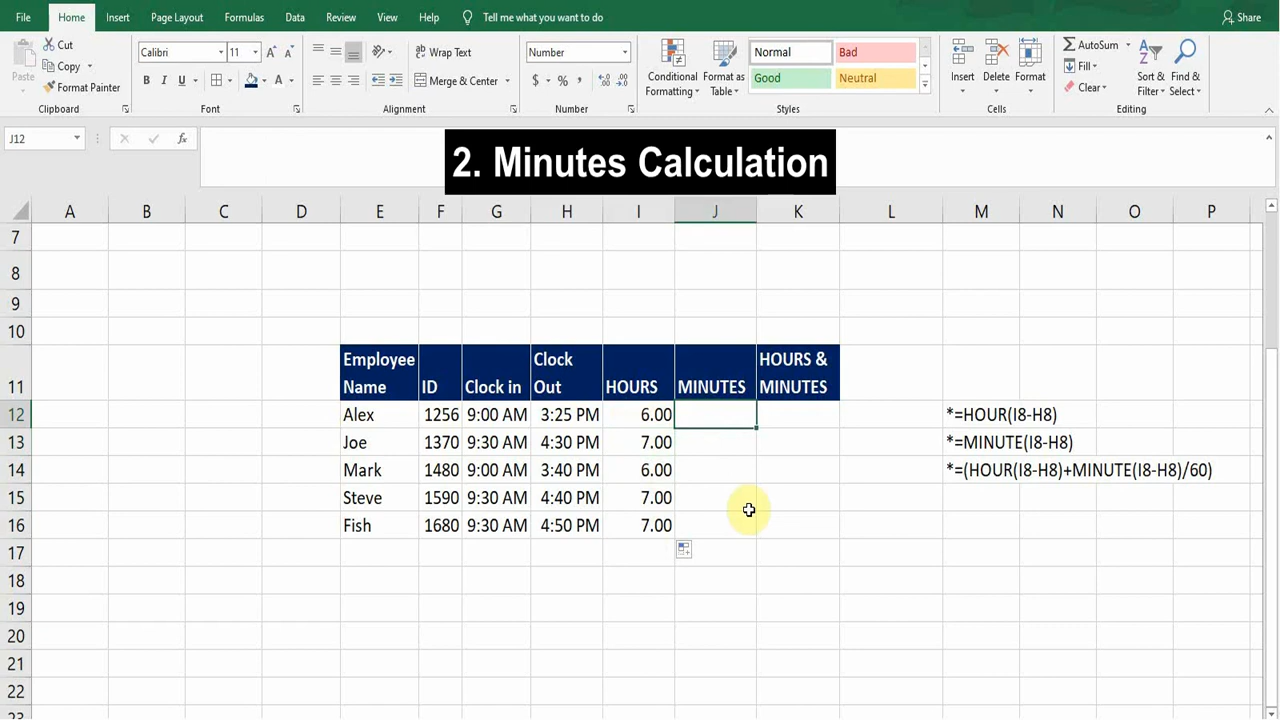 File Home Insert Page Layout Formulas Data Review View Help Tell me what you want to do Share
Paste
Cut
Copy
Format Painter
Clipboard
Calibri 11 A A
B I U A
Font
Wrap Text
Merge & Center
Alignment
Number
$ % , .00 .0
Number
Conditional Formatting
Format as Table
Normal Bad
Good Neutral
Styles
Insert Delete Format
Cells
AutoSum
Fill
Clear
Sort & Filter
Find & Select
Editing
J12 fx
2. Minutes Calculation
A B C D E F G H I J K L M N O P
7
8
9
10
11 Employee Name ID Clock in Clock Out HOURS MINUTES HOURS & MINUTES
12 Alex 1256 9:00 AM 3:25 PM 6.00 *=HOUR(I8-H8)
13 Joe 1370 9:30 AM 4:30 PM 7.00 *=MINUTE(I8-H8)
14 Mark 1480 9:00 AM 3:40 PM 6.00 *=(HOUR(I8-H8)+MINUTE(I8-H8)/60)
15 Steve 1590 9:30 AM 4:40 PM 7.00
16 Fish 1680 9:30 AM 4:50 PM 7.00
17
18
19
20
21
22
23